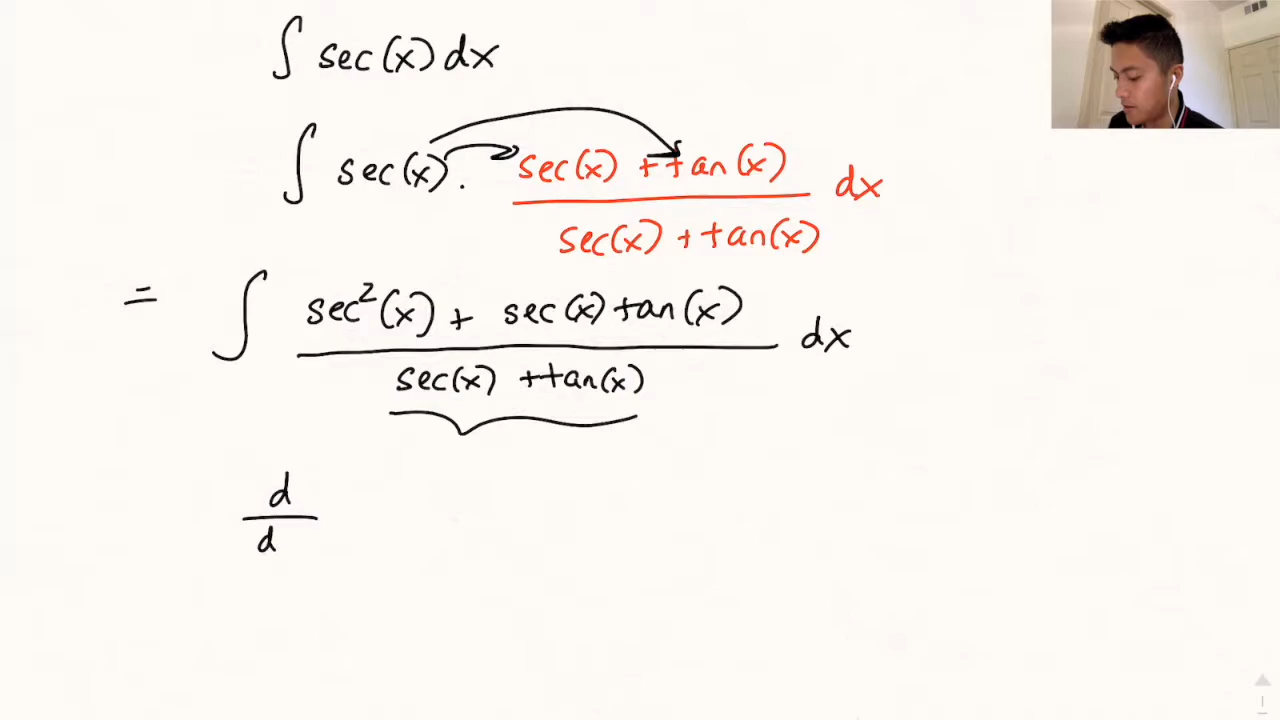 ∫ sec(x) dx
∫ sec(x) · sec(x) + tan(x) dx
sec(x) + tan(x)
= ∫ sec²(x) + sec(x) tan(x) dx
sec(x) + tan(x)
d
d